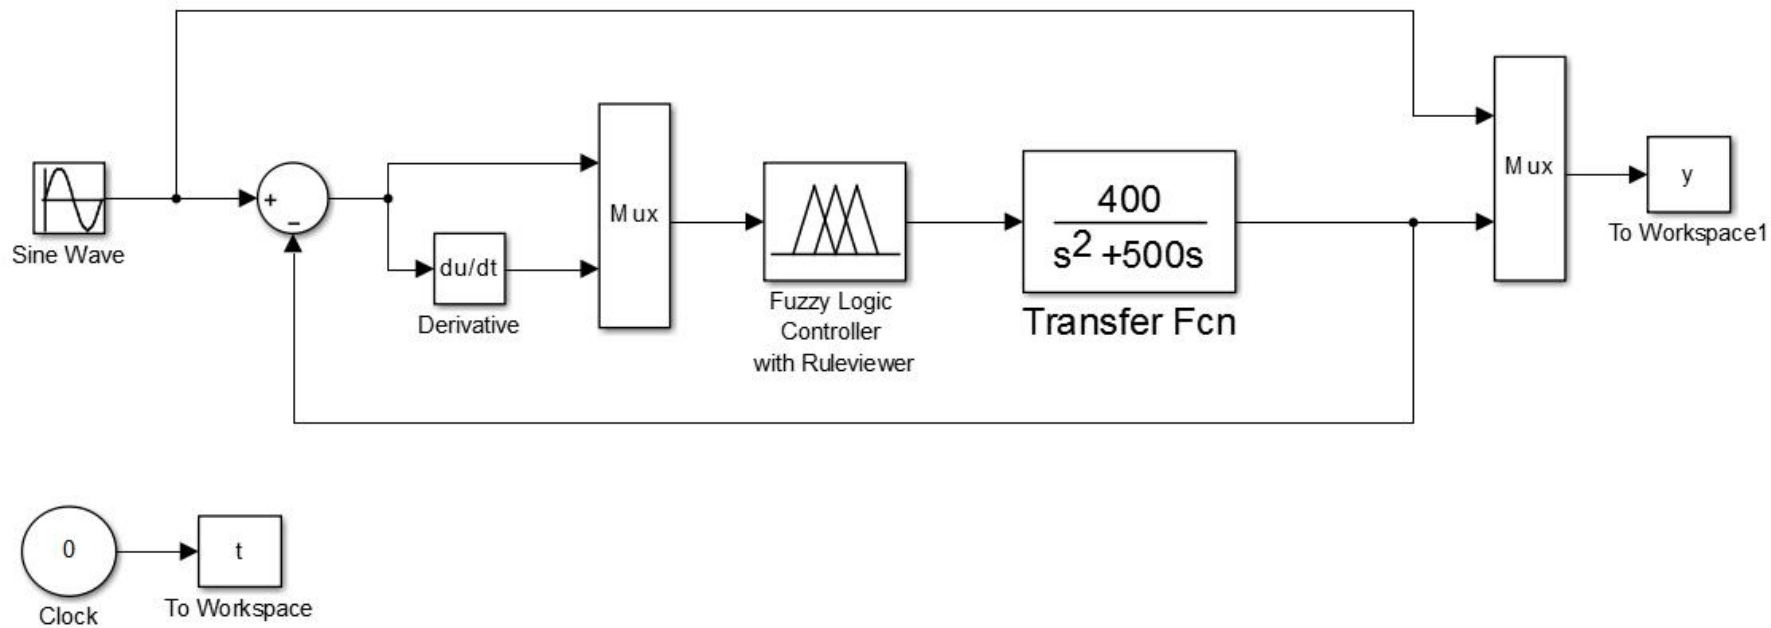 Sine Wave
+
−
du/dt
Derivative
Mux
Fuzzy Logic
Controller
with Ruleviewer
400
s2 +500s
Transfer Fcn
Mux
y
To Workspace1
0
Clock
t
To Workspace